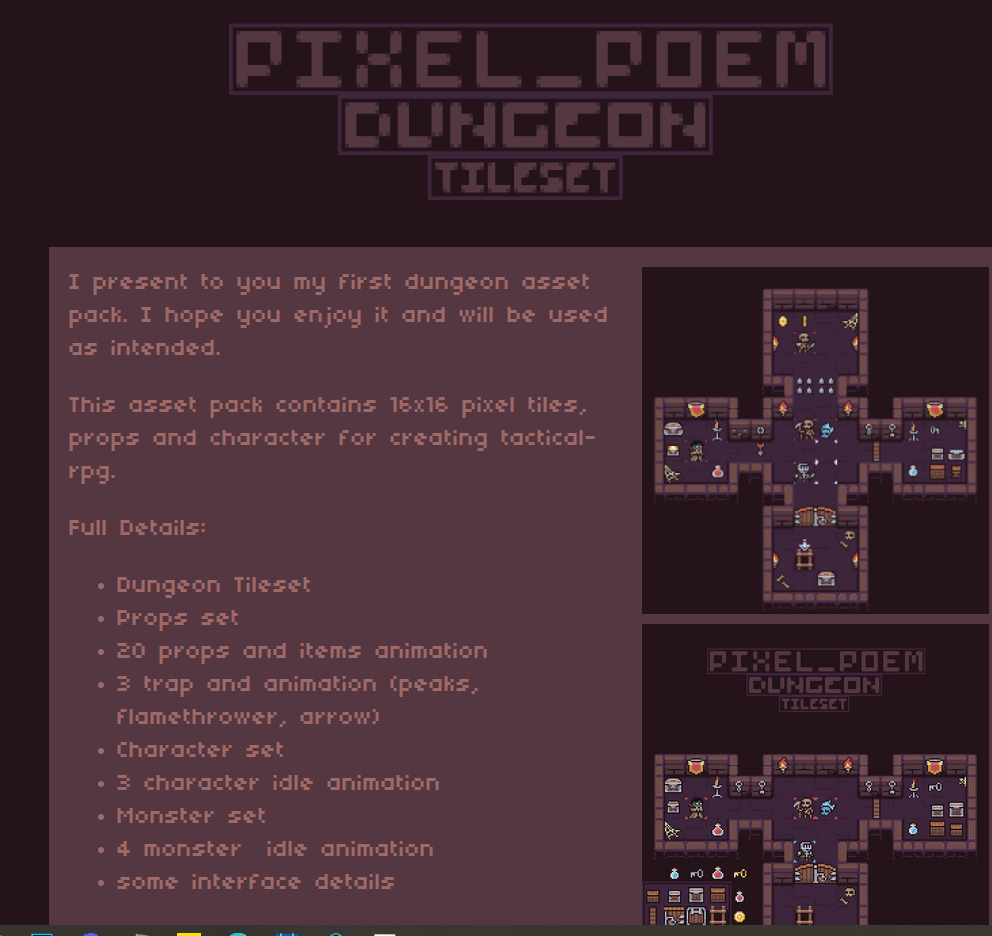 PIXEL_POEM
DUNGEON
TILESET
I present to you my first dungeon asset
pack. I hope you enjoy it and will be used
as intended.
This asset pack contains 16x16 pixel tiles,
props and character for creating tactical-
rpg.
Full Details:
• Dungeon Tileset
• Props set
• 20 props and items animation
• 3 trap and animation (peaks,
flamethrower, arrow)
• Character set
• 3 character idle animation
• Monster set
• 4 monster  idle animation
• some interface details
PIXEL_POEM
DUNGEON
TILESET